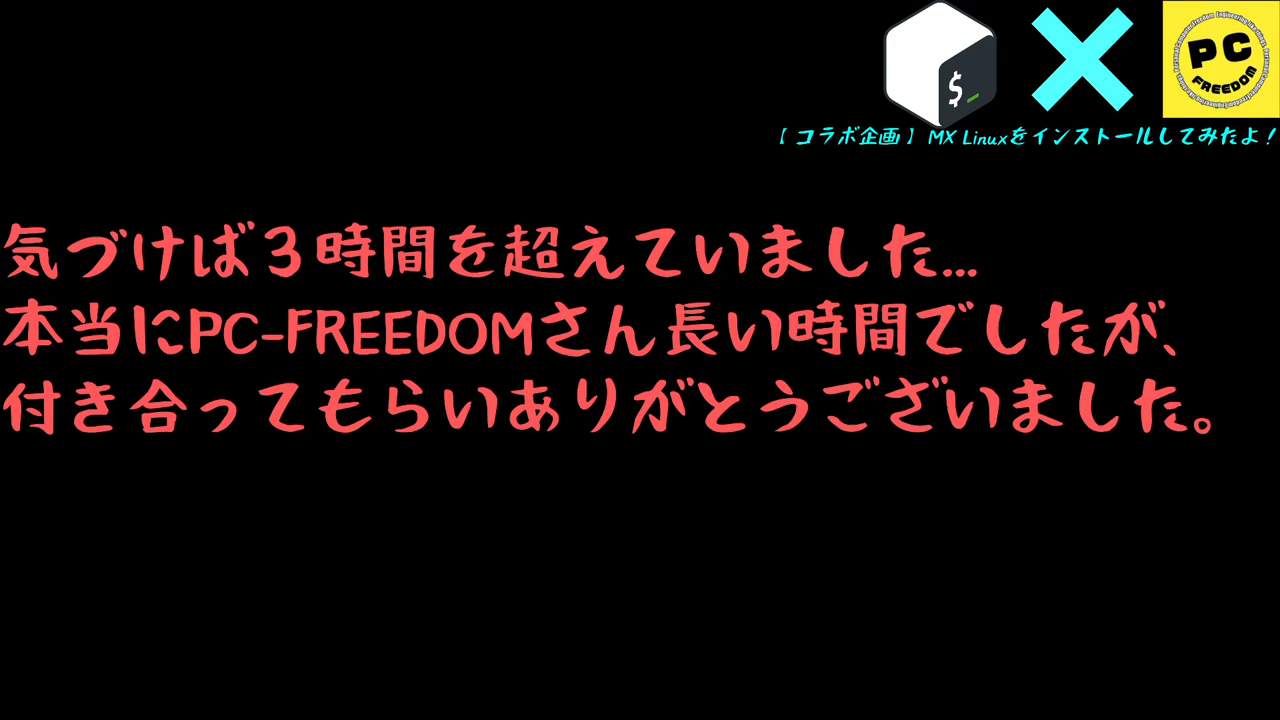 $_
PC
FREEDOM
【コラボ企画】MX Linuxをインストールしてみたよ！
気づけば３時間を超えていました...
本当にPC-FREEDOMさん長い時間でしたが、
付き合ってもらいありがとうございました。